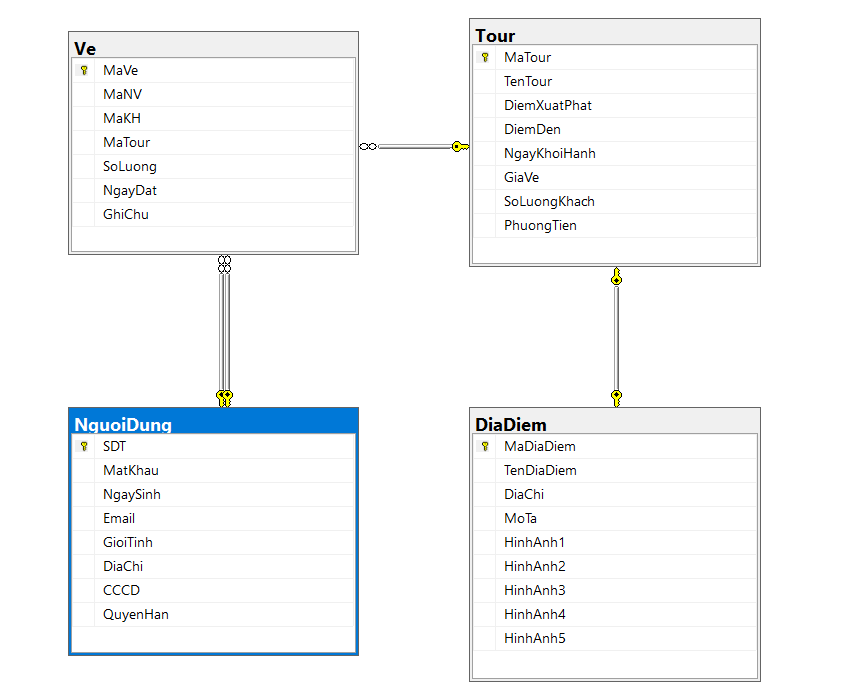 Ve
MaVe
MaNV
MaKH
MaTour
SoLuong
NgayDat
GhiChu
Tour
MaTour
TenTour
DiemXuatPhat
DiemDen
NgayKhoiHanh
GiaVe
SoLuongKhach
PhuongTien
NguoiDung
SDT
MatKhau
NgaySinh
Email
GioiTinh
DiaChi
CCCD
QuyenHan
DiaDiem
MaDiaDiem
TenDiaDiem
DiaChi
MoTa
HinhAnh1
HinhAnh2
HinhAnh3
HinhAnh4
HinhAnh5